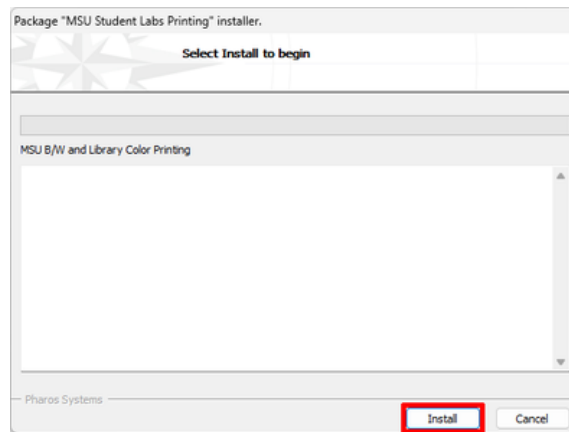 Package "MSU Student Labs Printing" installer.
Select Install to begin
MSU B/W and Library Color Printing
Pharos Systems
Install Cancel